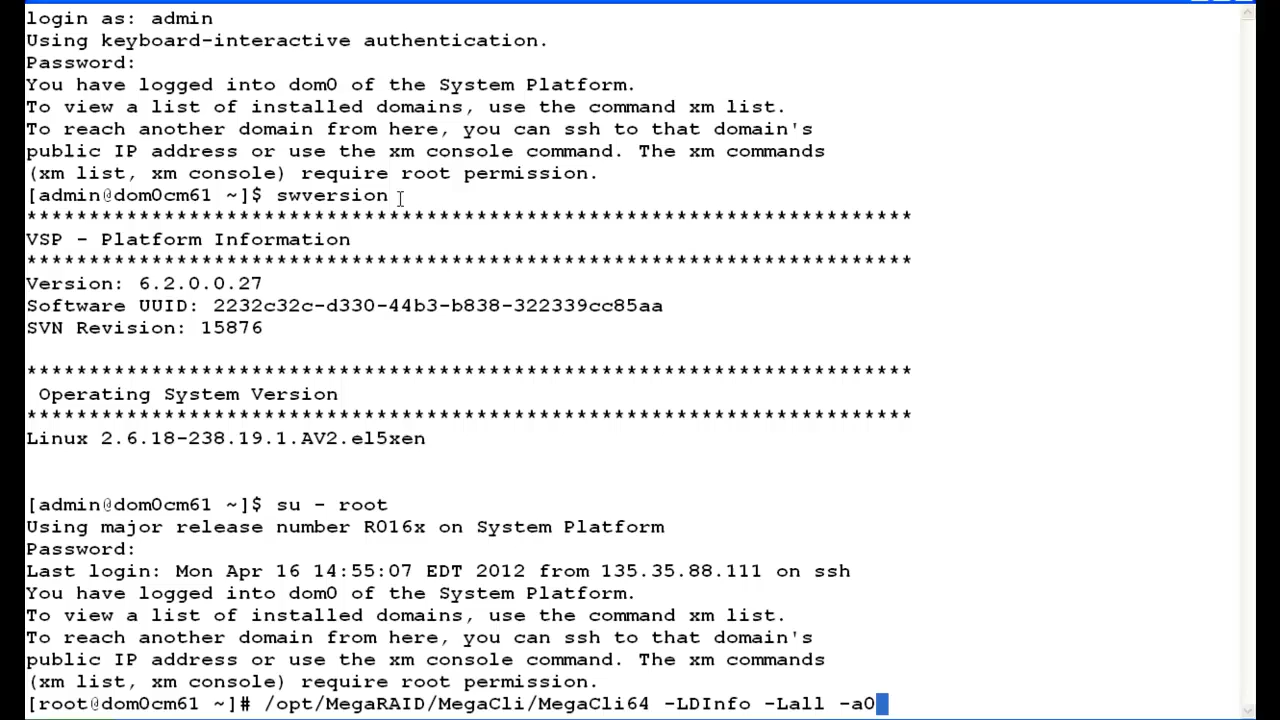 login as: admin
Using keyboard-interactive authentication.
Password:
You have logged into dom0 of the System Platform.
To view a list of installed domains, use the command xm list.
To reach another domain from here, you can ssh to that domain's
public IP address or use the xm console command. The xm commands
(xm list, xm console) require root permission.
[admin@dom0cm61 ~]$ swversion
***********************************************************************
VSP - Platform Information
***********************************************************************
Version: 6.2.0.0.27
Software UUID: 2232c32c-d330-44b3-b838-322339cc85aa
SVN Revision: 15876
***********************************************************************
Operating System Version
***********************************************************************
Linux 2.6.18-238.19.1.AV2.el5xen
[admin@dom0cm61 ~]$ su - root
Using major release number R016x on System Platform
Password:
Last login: Mon Apr 16 14:55:07 EDT 2012 from 135.35.88.111 on ssh
You have logged into dom0 of the System Platform.
To view a list of installed domains, use the command xm list.
To reach another domain from here, you can ssh to that domain's
public IP address or use the xm console command. The xm commands
(xm list, xm console) require root permission.
[root@dom0cm61 ~]# /opt/MegaRAID/MegaCli/MegaCli64 -LDInfo -Lall -a0